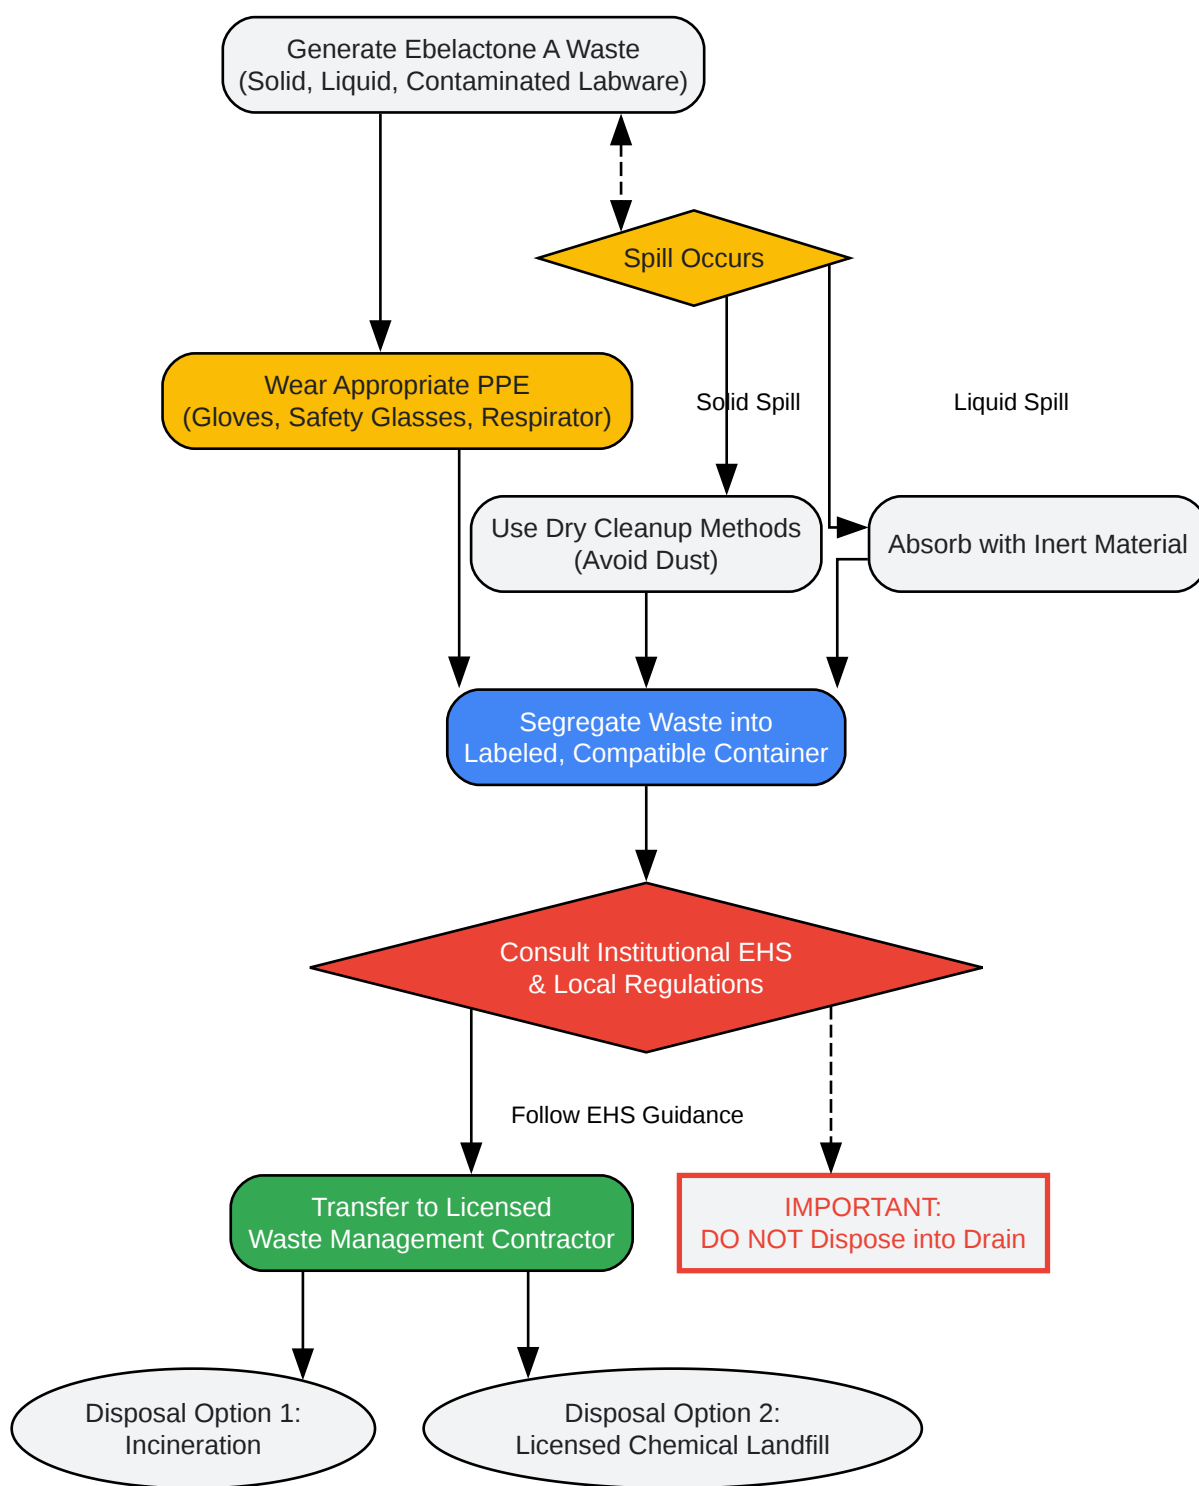 Generate Ebelactone A Waste
(Solid, Liquid, Contaminated Labware)
Spill Occurs
Wear Appropriate PPE
(Gloves, Safety Glasses, Respirator)
Solid Spill
Liquid Spill
Use Dry Cleanup Methods
(Avoid Dust)
Absorb with Inert Material
Segregate Waste into
Labeled, Compatible Container
Consult Institutional EHS
& Local Regulations
Follow EHS Guidance
Transfer to Licensed
Waste Management Contractor
IMPORTANT:
DO NOT Dispose into Drain
Disposal Option 1:
Incineration
Disposal Option 2:
Licensed Chemical Landfill